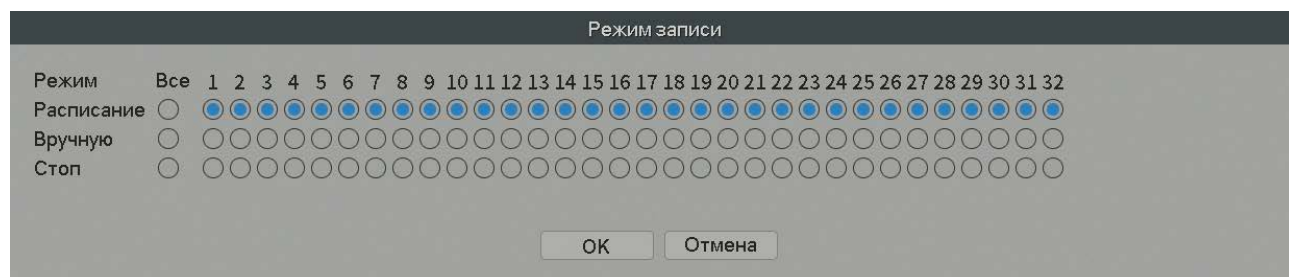 Режим записи
Режим Все 1 2 3 4 5 6 7 8 9 10 11 12 13 14 15 16 17 18 19 20 21 22 23 24 25 26 27 28 29 30 31 32
Расписание
Вручную
Стоп
OK Отмена